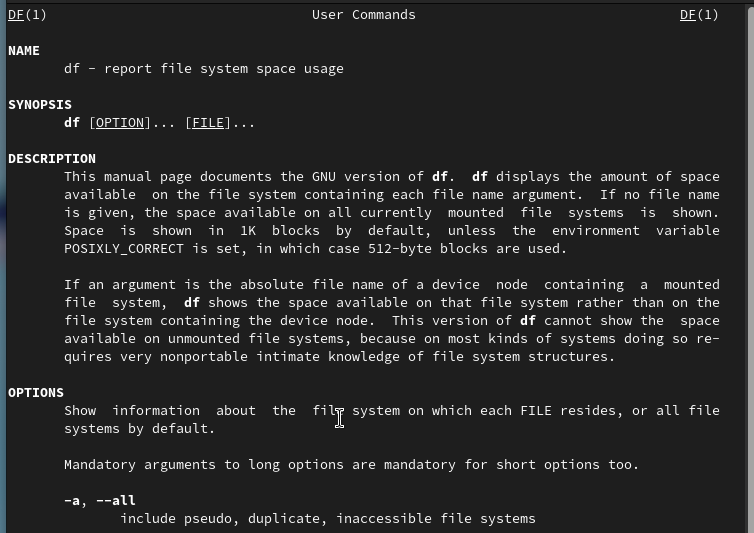 DF(1) User Commands DF(1)
NAME
df - report file system space usage
SYNOPSIS
df [OPTION]... [FILE]...
DESCRIPTION
This manual page documents the GNU version of df. df displays the amount of space
available on the file system containing each file name argument. If no file name
is given, the space available on all currently mounted file systems is shown.
Space is shown in 1K blocks by default, unless the environment variable
POSIXLY_CORRECT is set, in which case 512-byte blocks are used.
If an argument is the absolute file name of a device node containing a mounted
file system, df shows the space available on that file system rather than on the
file system containing the device node. This version of df cannot show the space
available on unmounted file systems, because on most kinds of systems doing so re-
quires very nonportable intimate knowledge of file system structures.
OPTIONS
Show information about the file system on which each FILE resides, or all file
systems by default.
Mandatory arguments to long options are mandatory for short options too.
-a, --all
include pseudo, duplicate, inaccessible file systems